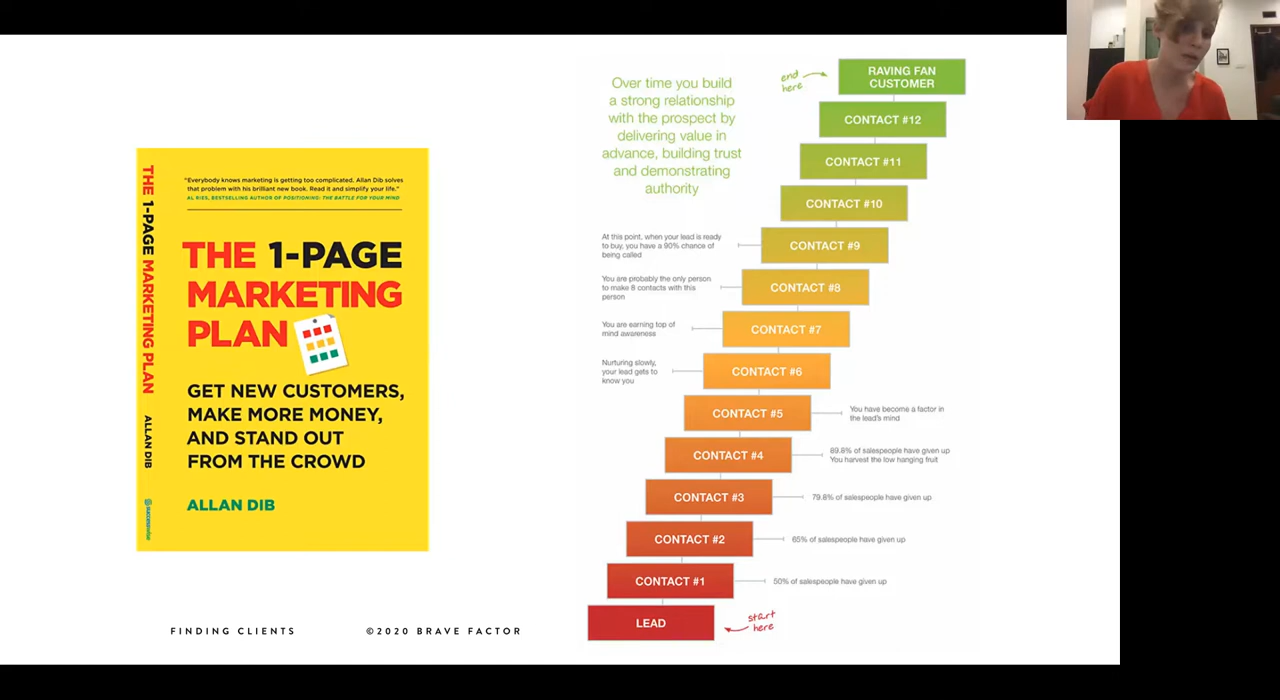 THE 1-PAGE MARKETING PLAN
ALLAN DIB
successwise
"Everybody knows marketing is getting too complicated. Allan Dib solves
that problem with his brilliant new book. Read it and simplify your life."
AL RIES, BESTSELLING AUTHOR OF POSITIONING: THE BATTLE FOR YOUR MIND
THE 1-PAGE
MARKETING
PLAN
GET NEW CUSTOMERS,
MAKE MORE MONEY,
AND STAND OUT
FROM THE CROWD
ALLAN DIB
FINDING CLIENTS
©2020 BRAVE FACTOR
Over time you build
a strong relationship
with the prospect by
delivering value in
advance, building trust
and demonstrating
authority
end
here
RAVING FAN
CUSTOMER
CONTACT #12
CONTACT #11
CONTACT #10
At this point, when your lead is ready
to buy, you have a 90% chance of
being called
CONTACT #9
You are probably the only person
to make 8 contacts with this
person
CONTACT #8
You are earning top of
mind awareness
CONTACT #7
Nurturing slowly,
your lead gets to
know you
CONTACT #6
CONTACT #5
You have become a factor in
the lead's mind
CONTACT #4
89.8% of salespeople have given up
You harvest the low hanging fruit
CONTACT #3
79.8% of salespeople have given up
CONTACT #2
65% of salespeople have given up
CONTACT #1
50% of salespeople have given up
LEAD
start
here